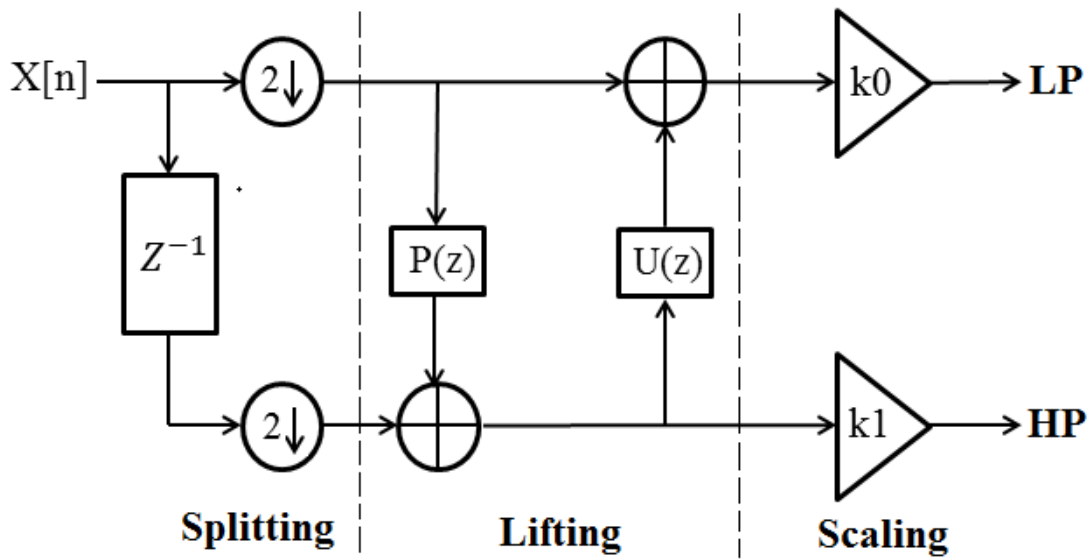 X[n]
2↓
k0
LP
Z⁻¹
P(z)
U(z)
2↓
k1
HP
Splitting
Lifting
Scaling